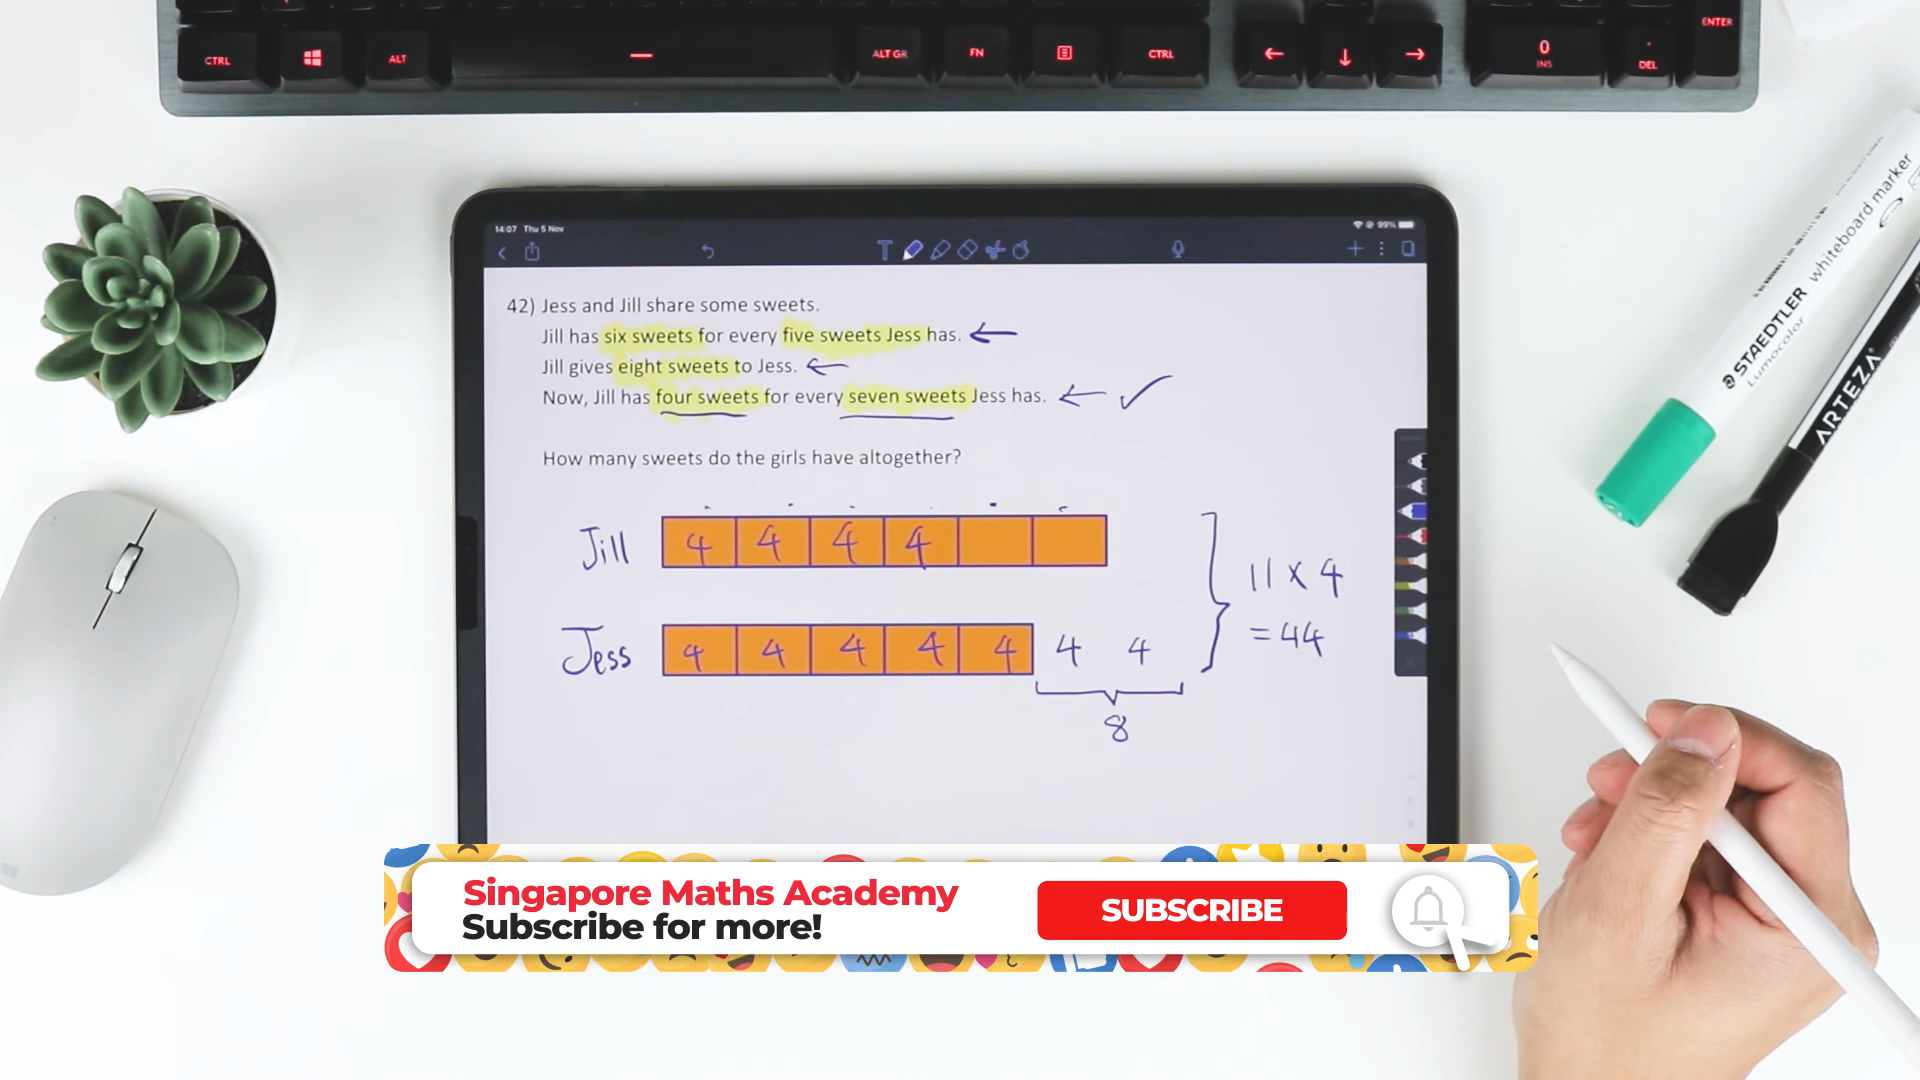 CTRL
ALT
ALT GR
FN
CTRL
0
INS
.
DEL
ENTER
14:07 Thu 5 Nov
99%
42) Jess and Jill share some sweets.
Jill has six sweets for every five sweets Jess has.
Jill gives eight sweets to Jess.
Now, Jill has four sweets for every seven sweets Jess has.
How many sweets do the girls have altogether?
Jill 4 4 4 4
Jess 4 4 4 4 4 4 4
8
11 x 4
= 44
STAEDTLER whiteboard marker
Lumocolor
ARTEZA
Singapore Maths Academy
Subscribe for more!
SUBSCRIBE